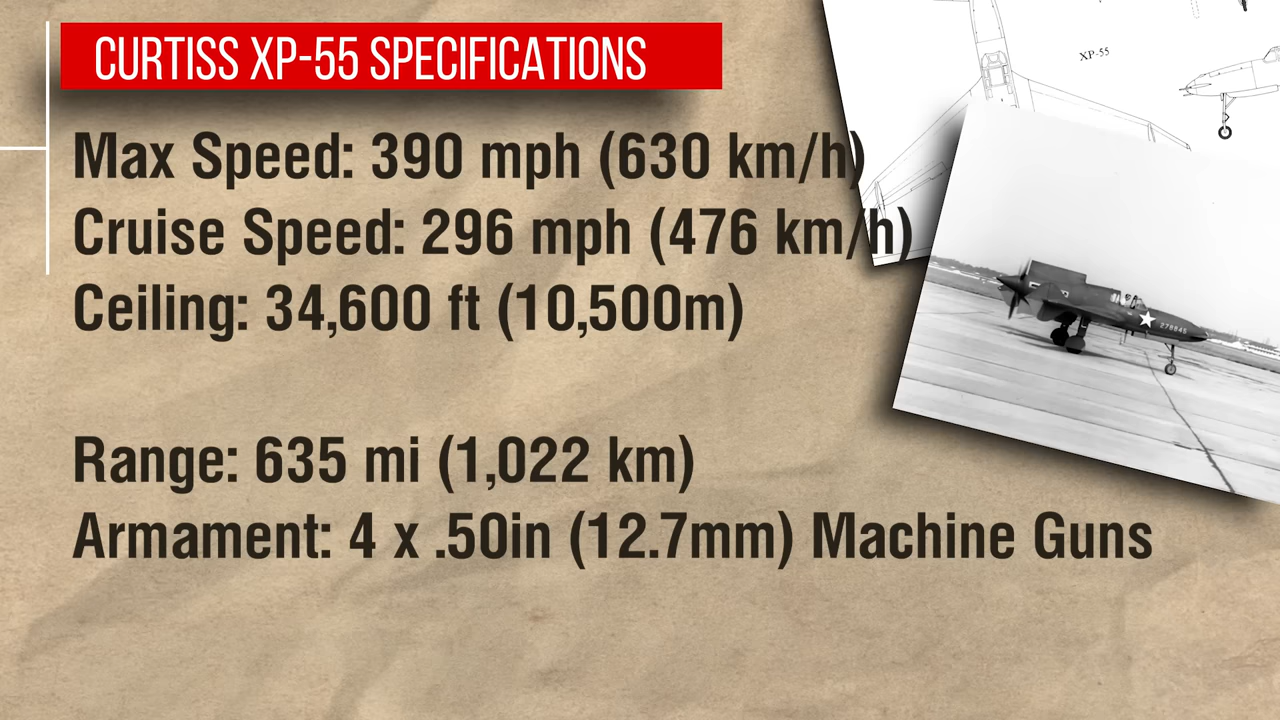 CURTISS XP-55 SPECIFICATIONS
XP-55
Max Speed: 390 mph (630 km/h)
Cruise Speed: 296 mph (476 km/h)
Ceiling: 34,600 ft (10,500m)
278845
Range: 635 mi (1,022 km)
Armament: 4 x .50in (12.7mm) Machine Guns